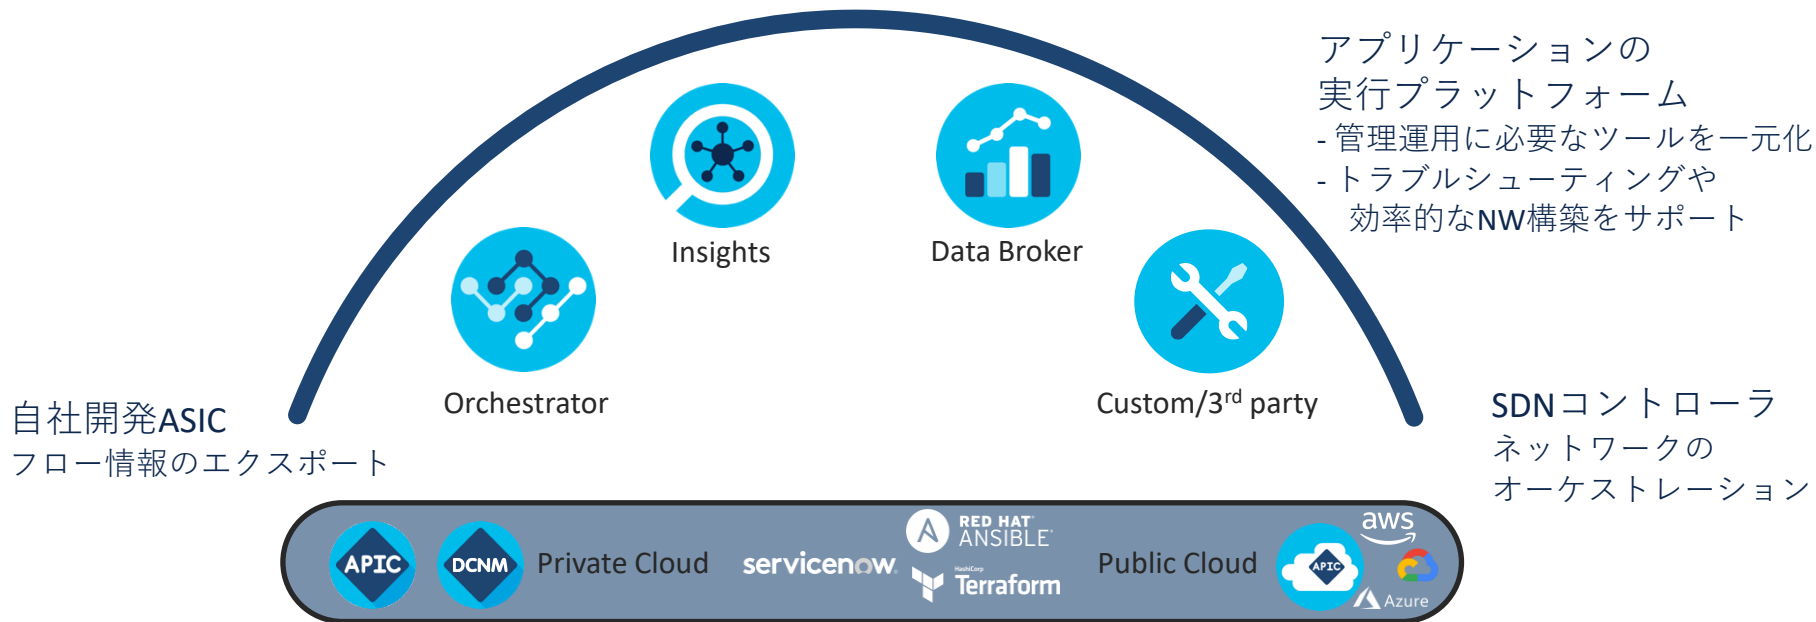 アプリケーションの
実行プラットフォーム
- 管理運用に必要なツールを一元化
- トラブルシューティングや
効率的なNW構築をサポート
Insights
Data Broker
Orchestrator
Custom/3rd party
自社開発ASIC
フロー情報のエクスポート
SDNコントローラ
ネットワークの
オーケストレーション
APIC
DCNM
Private Cloud
servicenow
RED HAT
ANSIBLE
HashiCorp
Terraform
Public Cloud
APIC
aws
Azure